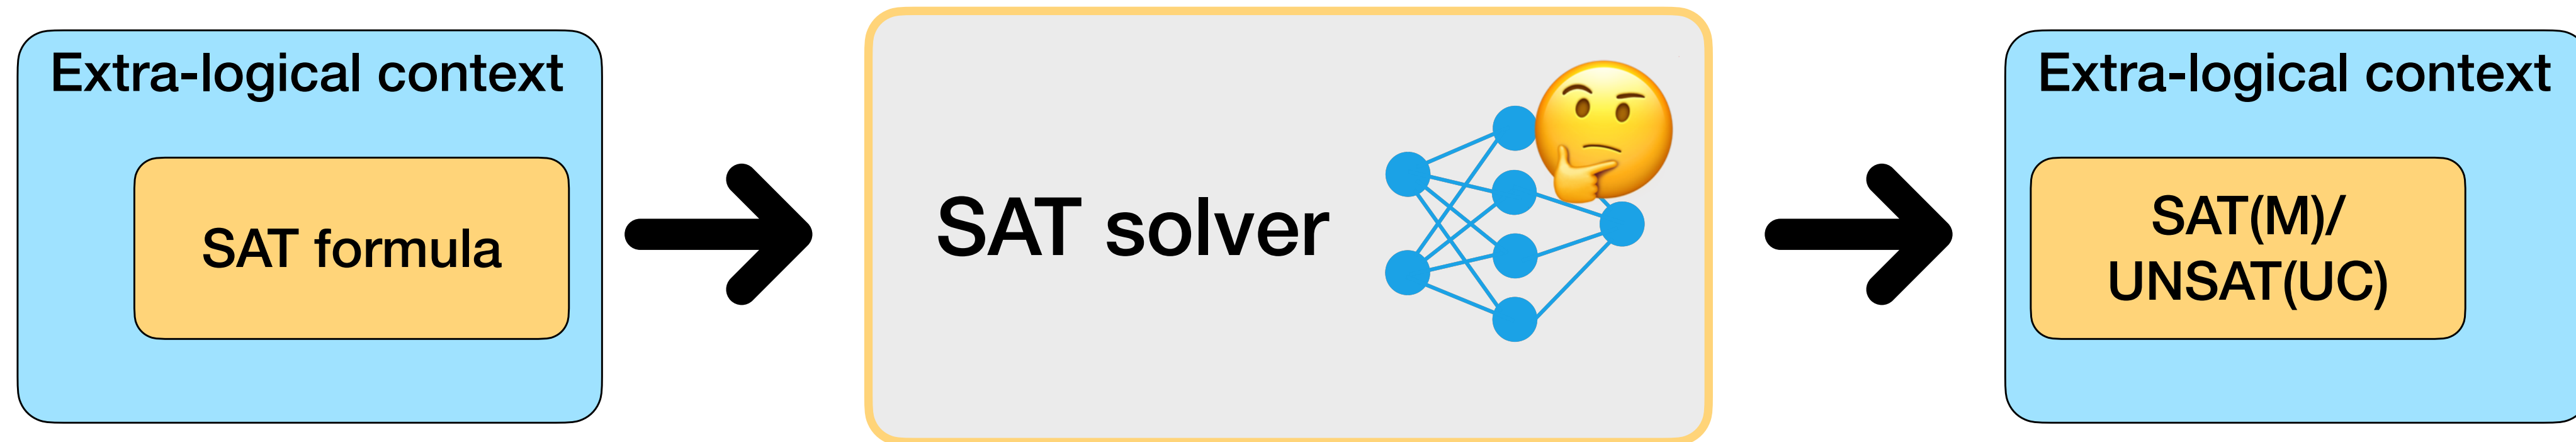 Extra-logical context
SAT formula
SAT solver
Extra-logical context
SAT(M)/
UNSAT(UC)